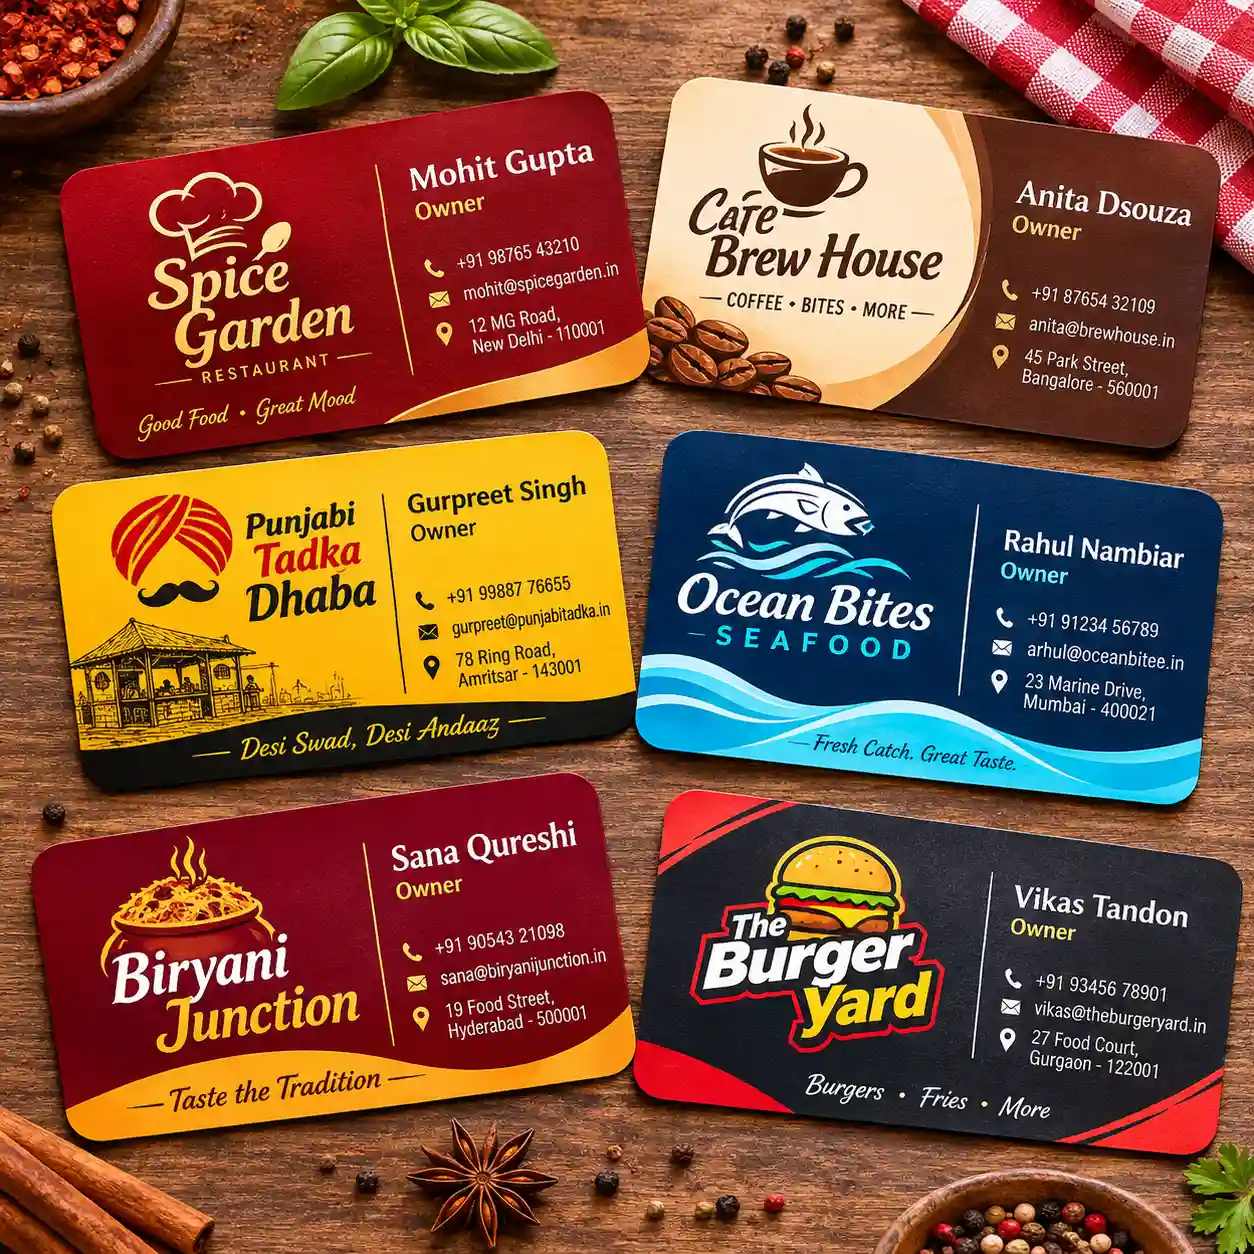 Spice
Garden
RESTAURANT
Good Food • Great Mood
Mohit Gupta
Owner
+91 98765 43210
mohit@spicegarden.in
12 MG Road,
New Delhi - 110001
Cafe
Brew House
COFFEE • BITES • MORE
Anita Dsouza
Owner
+91 87654 32109
anita@brewhouse.in
45 Park Street,
Bangalore - 560001
Punjabi
Tadka
Dhaba
Desi Swad, Desi Andaaz
Gurpreet Singh
Owner
+91 99887 76655
gurpreet@punjabitadka.in
78 Ring Road,
Amritsar - 143001
Ocean Bites
SEAFOOD
Fresh Catch. Great Taste.
Rahul Nambiar
Owner
+91 91234 56789
arhul@oceanbitee.in
23 Marine Drive,
Mumbai - 400021
Biryani
Junction
Taste the Tradition
Sana Qureshi
Owner
+91 90543 21098
sana@biryanijunction.in
19 Food Street,
Hyderabad - 500001
The
Burger
yard
Burgers • Fries • More
Vikas Tandon
Owner
+91 93456 78901
vikas@theburgeryard.in
27 Food Court,
Gurgaon - 122001